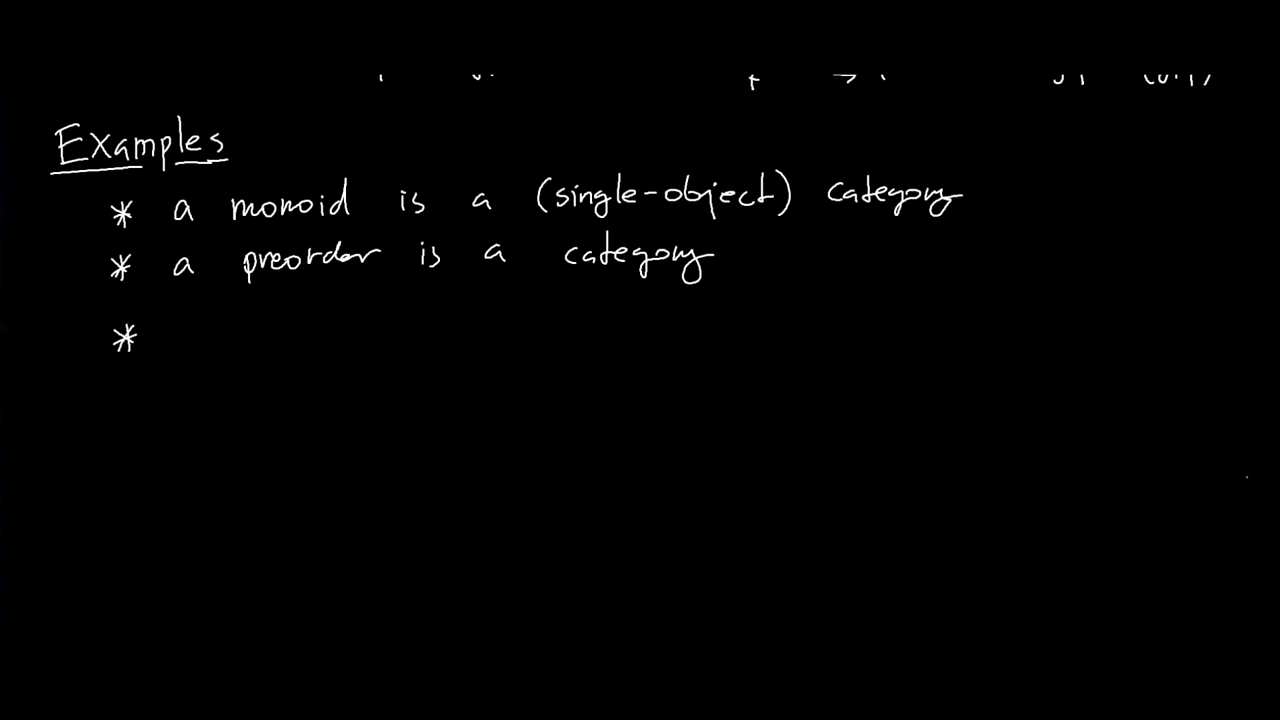 Examples
* a monoid is a (single-object) category
* a preorder is a category
*